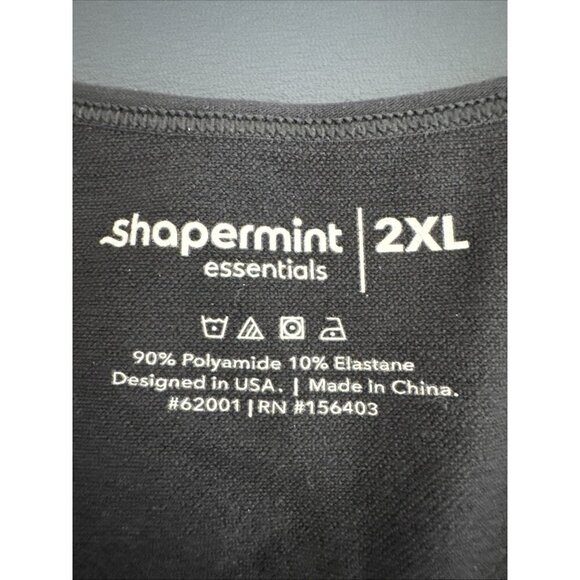 shapermint | 2XL
essentials
90% Polyamide 10% Elastane
Designed in USA. | Made in China.
#62001 | RN #156403